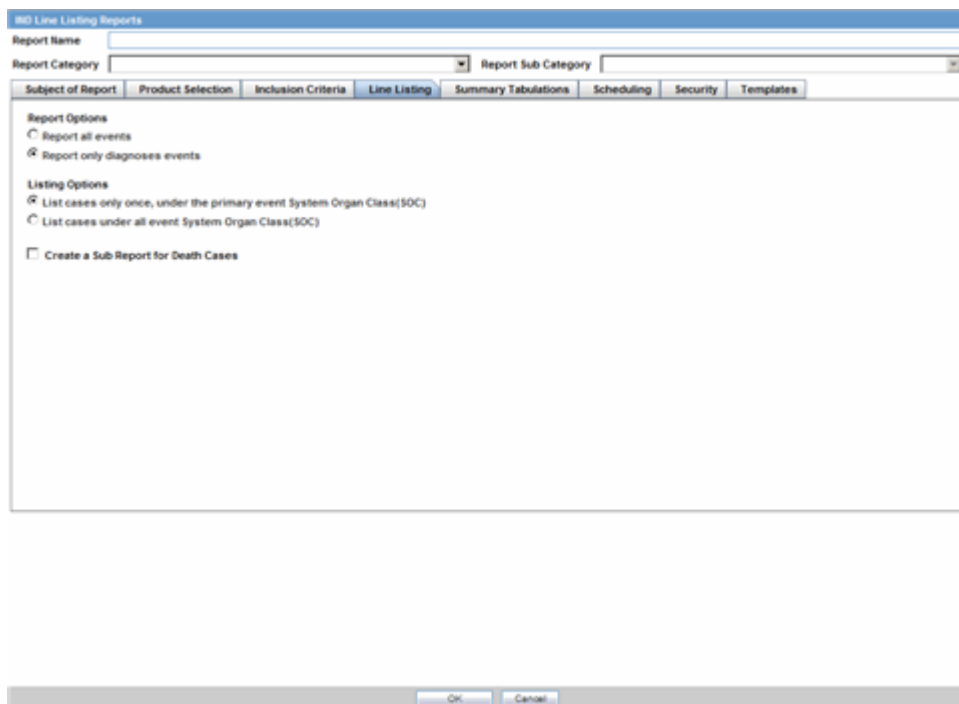 IND Line Listing Reports
Report Name
Report Category Report Sub Category
Subject of Report Product Selection Inclusion Criteria Line Listing Summary Tabulations Scheduling Security Templates
Report Options
Report all events
Report only diagnoses events
Listing Options
List cases only once, under the primary event System Organ Class(SOC)
List cases under all event System Organ Class(SOC)
Create a Sub Report for Death Cases
OK Cancel